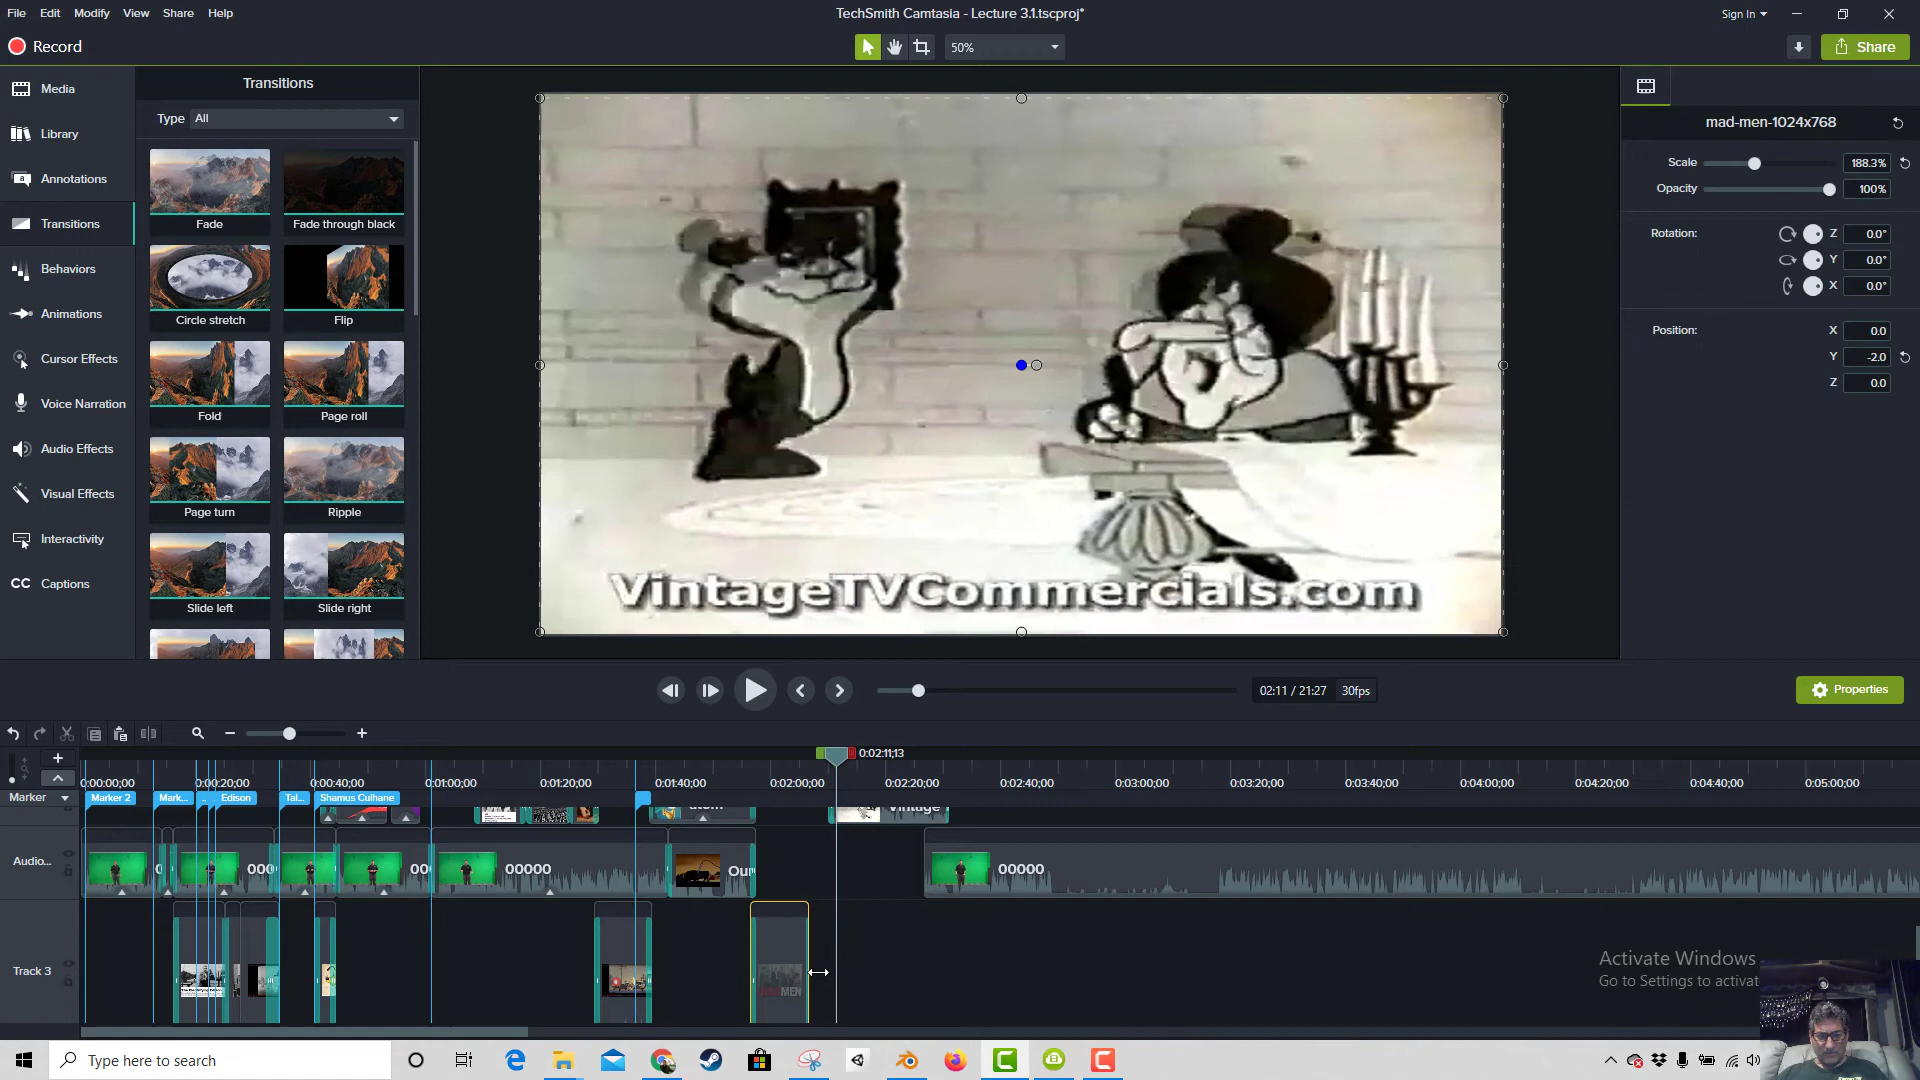 File Edit Modify View Share Help
TechSmith Camtasia - Lecture 3.1.tscproj*
Sign In
Record
50%
Share
Media
Library
Annotations
Transitions
Behaviors
Animations
Cursor Effects
Voice Narration
Audio Effects
Visual Effects
Interactivity
CC Captions
Transitions
Type All
Fade
Fade through black
Circle stretch
Flip
Fold
Page roll
Page turn
Ripple
Slide left
Slide right
VintageTVCommercials.com
mad-men-1024x768
Scale 188.3%
Opacity 100%
Rotation: Z 0.0°
Y 0.0°
X 0.0°
Position: X 0.0
Y -2.0
Z 0.0
02:11 / 21:27 30fps
Properties
0:02:11;13
0:00:00;00 0:00:20;00 0:00:40;00 0:01:00;00 0:01:20;00 0:01:40;00 0:02:00;00 0:02:20;00 0:02:40;00 0:03:00;00 0:03:20;00 0:03:40;00 0:04:00;00 0:04:20;00 0:04:40;00 0:05:00;00
Marker
Marker 2 Mark... .. Edison Tal... Shamus Culhane
Vintage
Audio...
00000
Our
00000
Track 3
MEN
Activate Windows
Go to Settings to activat
Type here to search